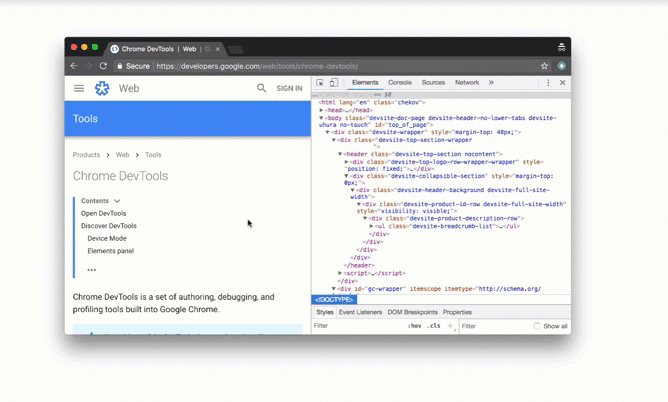 Chrome DevTools | Web | G
Secure https://developers.google.com/web/tools/chrome-devtools/
Web SIGN IN
Tools
Products > Web > Tools
Chrome DevTools
Contents
Open DevTools
Discover DevTools
Device Mode
Elements panel
•••
Chrome DevTools is a set of authoring, debugging, and
profiling tools built into Google Chrome.
Elements Console Sources Network »
<html lang="en" class="chekov">
▶<head>…</head>
▼<body class="devsite-doc-page devsite-header-no-lower-tabs devsite-
uhura no-touch" id="top_of_page">
▼<div class="devsite-wrapper" style="margin-top: 48px;">
▼<div class="devsite-top-section-wrapper
">
▼<header class="devsite-top-section nocontent">
▶<div class="devsite-top-logo-row-wrapper-wrapper" style=
"position: fixed;">…</div>
▼<div class="devsite-collapsible-section" style="margin-top:
0px;">
▼<div class="devsite-header-background devsite-full-site-
width">
▼<div class="devsite-product-id-row devsite-full-site-width"
style="visibility: visible;">
▼<div class="devsite-product-description-row">
▶<ul class="devsite-breadcrumb-list">…</ul>
</div>
</div>
</div>
</div>
</header>
▶<script>…</script>
</div>
▼<div id="gc-wrapper" itemscope itemtype="http://schema.org/
<!DOCTYPE>
Styles Event Listeners DOM Breakpoints Properties
Filter :hov .cls + Filter Show all